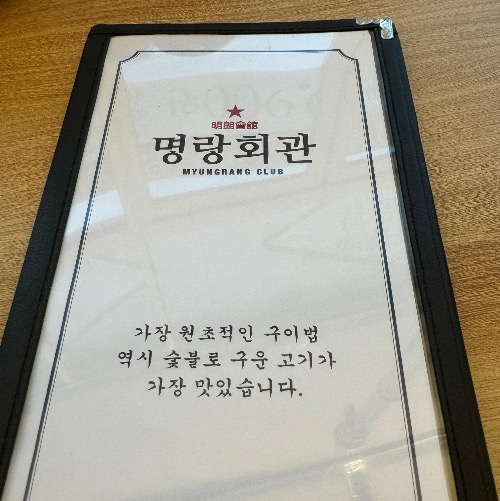 明朗會館
명랑회관
MYUNGRANG CLUB
가장 원초적인 구이법
역시 숯불로 구운 고기가
가장 맛있습니다.